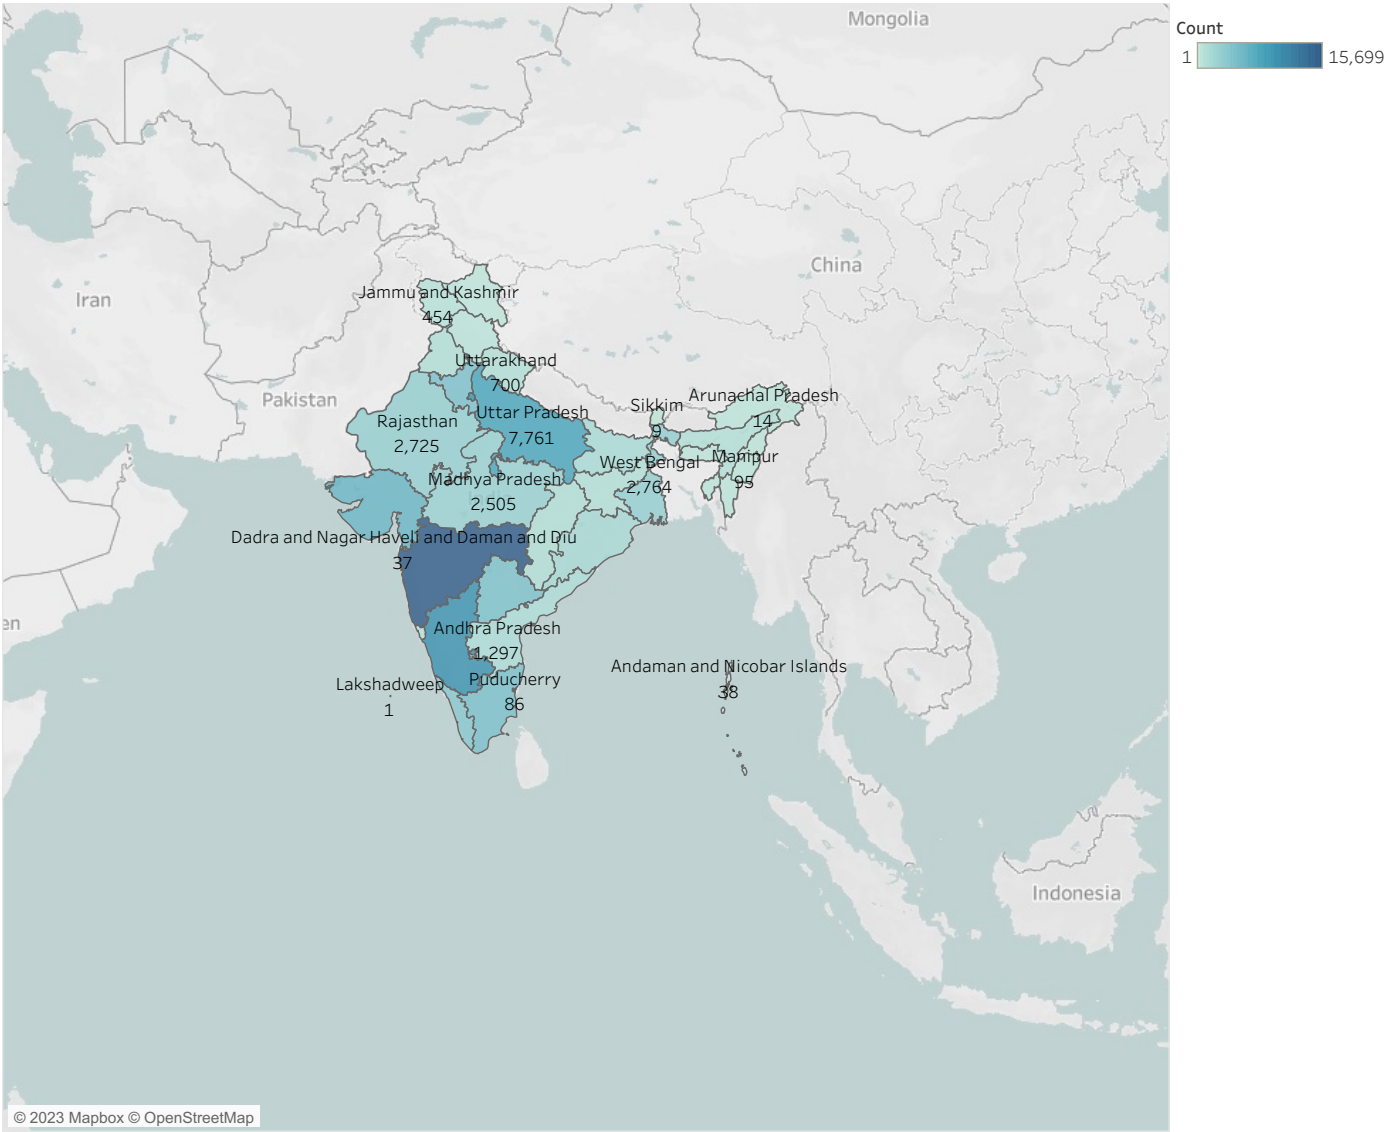 Mongolia
Count
1
15,699
China
Iran
Jammu and Kashmir
454
Uttarakhand
700
Pakistan
Arunachal Pradesh
14
Sikkim
9
Rajasthan
2,725
Uttar Pradesh
7,761
West Bengal
2,764
Manipur
95
Madhya Pradesh
2,505
India
Dadra and Nagar Haveli and Daman and Diu
37
en
Andhra Pradesh
1,297
Andaman and Nicobar Islands
38
Lakshadweep
1
Puducherry
86
Indonesia
© 2023 Mapbox © OpenStreetMap